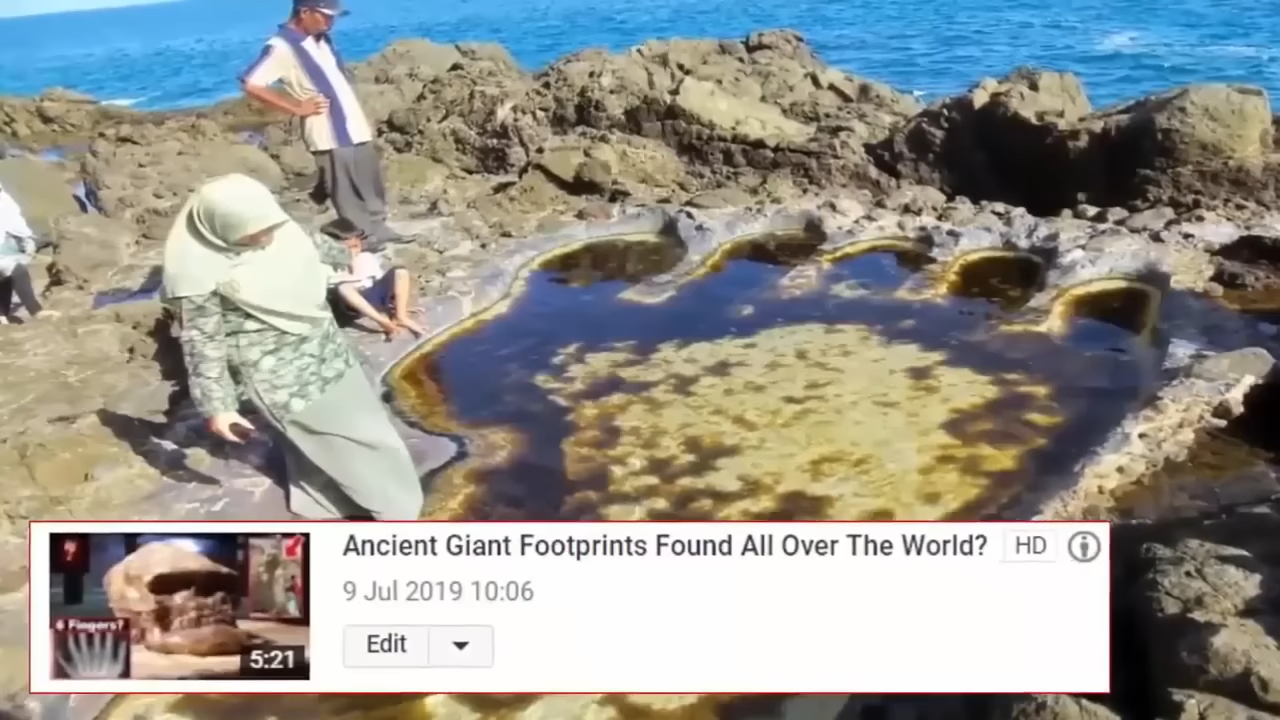 Ancient Giant Footprints Found All Over The World?
HD
9 Jul 2019 10:06
6 Fingers?
5:21
Edit